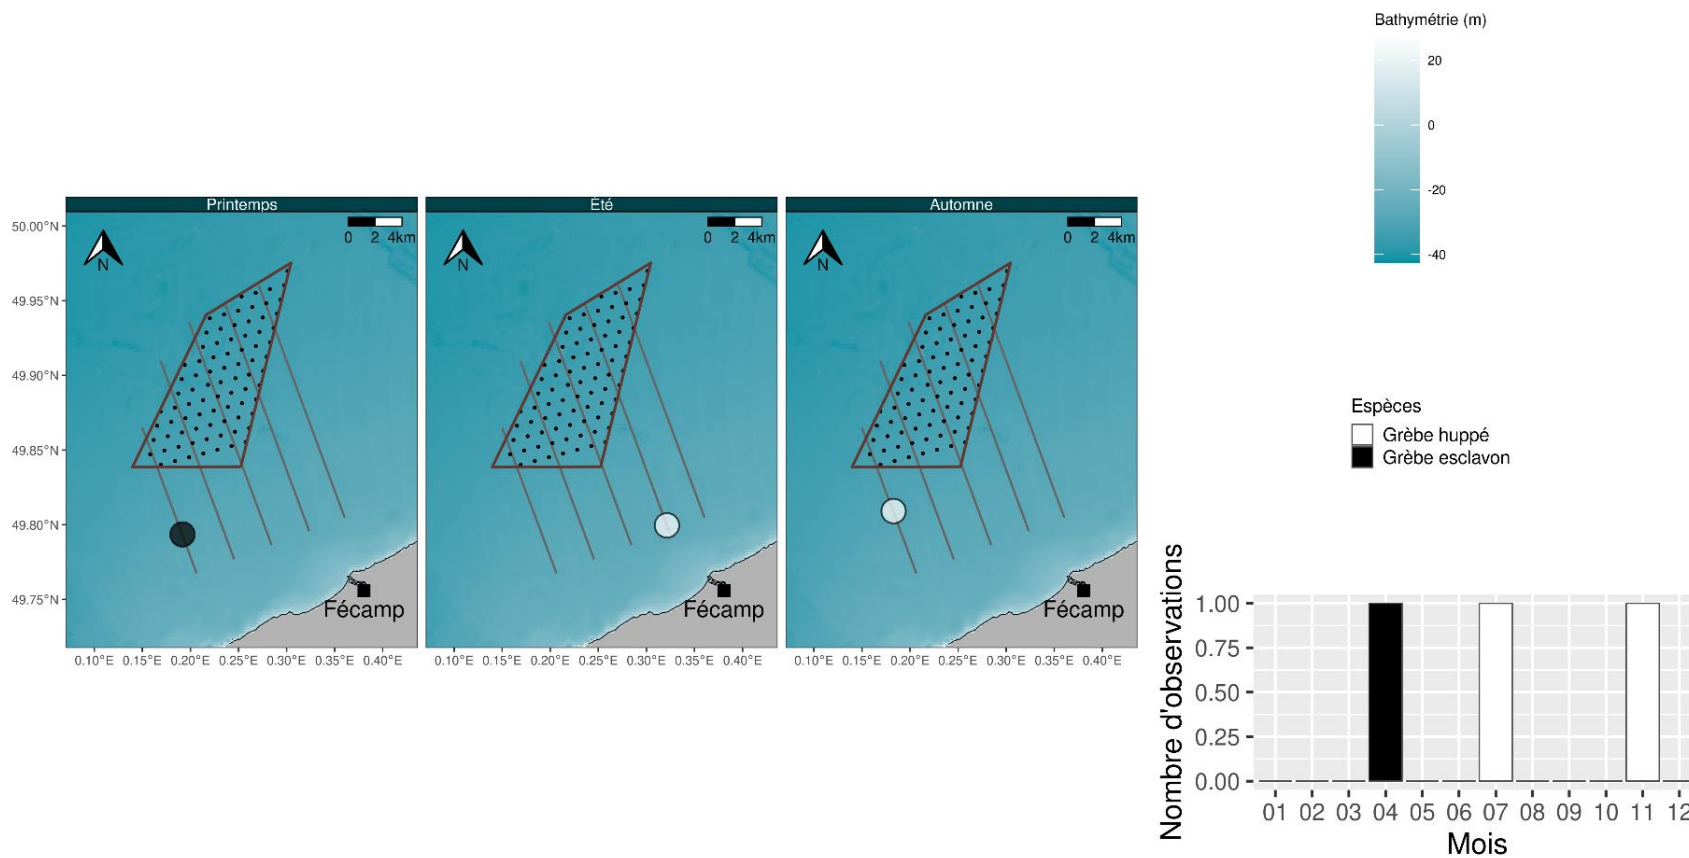 Bathymétrie (m)
20
0
-20
-40
Printemps
Été
Automne
50.00°N
49.95°N
49.90°N
49.85°N
49.80°N
49.75°N
0 2 4km
N
Fécamp
0 2 4km
N
Fécamp
0 2 4km
N
Fécamp
0.10°E 0.15°E 0.20°E 0.25°E 0.30°E 0.35°E 0.40°E
0.10°E 0.15°E 0.20°E 0.25°E 0.30°E 0.35°E 0.40°E
0.10°E 0.15°E 0.20°E 0.25°E 0.30°E 0.35°E 0.40°E
Espèces
Grèbe huppé
Grèbe esclavon
Nombre d'observations
1.00
0.75
0.50
0.25
0.00
01 02 03 04 05 06 07 08 09 10 11 12
Mois